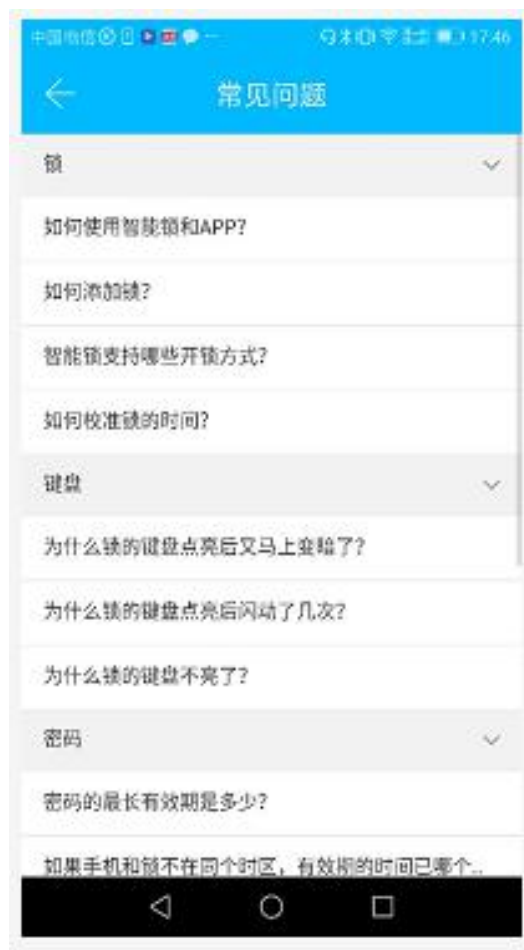 中国电信
17:46
常见问题
锁
如何使用智能锁和APP?
如何添加锁?
智能锁支持哪些开锁方式?
如何校准锁的时间?
键盘
为什么锁的键盘点亮后又马上变暗了?
为什么锁的键盘点亮后闪动了几次?
为什么锁的键盘不亮了?
密码
密码的最长有效期是多少?
如果手机和锁不在同个时区，有效期的时间已哪个...